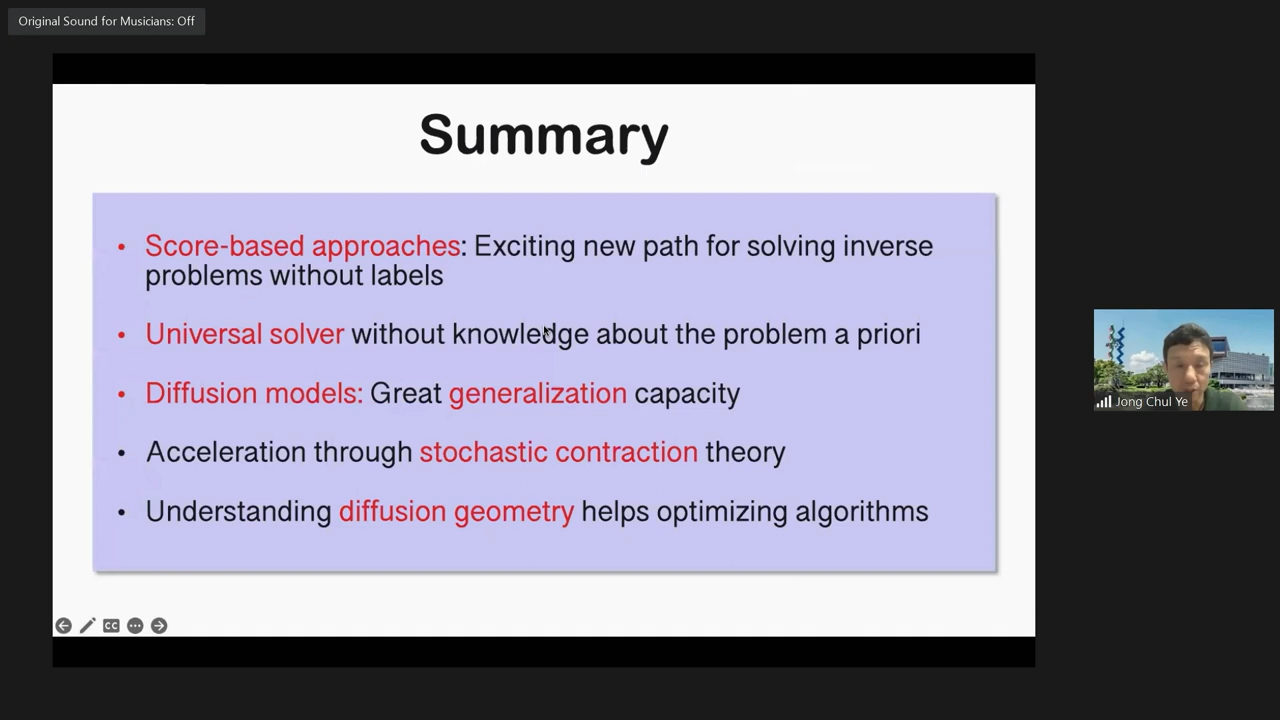 Original Sound for Musicians: Off
Summary
• Score-based approaches: Exciting new path for solving inverse
problems without labels
• Universal solver without knowledge about the problem a priori
• Diffusion models: Great generalization capacity
• Acceleration through stochastic contraction theory
• Understanding diffusion geometry helps optimizing algorithms
CC
Jong Chul Ye